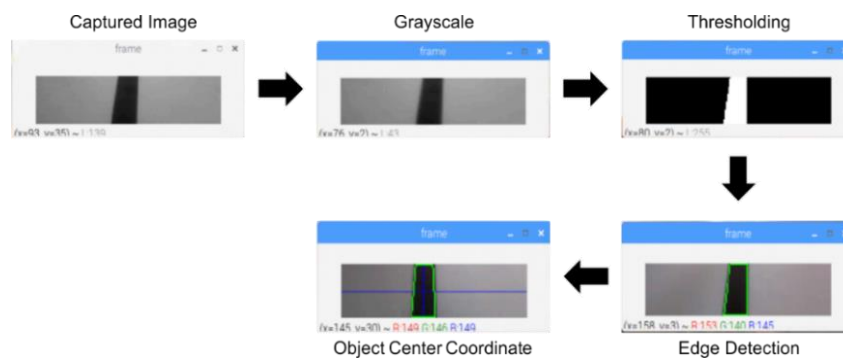 Captured Image
Grayscale
Thresholding
frame
frame
frame
(x=93, y=35) ~ L:139
(x=76, y=2) ~ L:43
(x=80, y=2) ~ L:255
frame
frame
(x=145, y=30) ~ R:149 G:146 B:149
(x=158, y=3) ~ R:153 G:140 B:145
Object Center Coordinate
Edge Detection